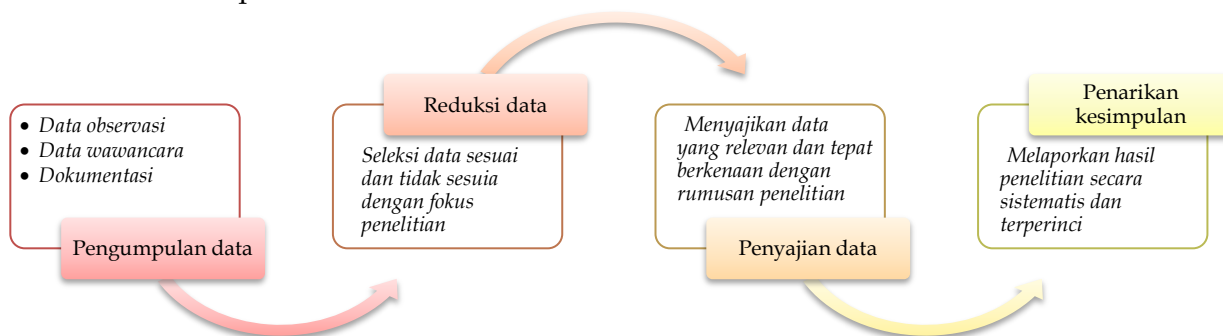 • Data observasi
• Data wawancara
• Dokumentasi
Pengumpulan data
Reduksi data
Seleksi data sesuai
dan tidak sesuia
dengan fokus
penelitian
Menyajikan data
yang relevan dan tepat
berkenaan dengan
rumusan penelitian
Penyajian data
Penarikan
kesimpulan
Melaporkan hasil
penelitian secara
sistematis dan
terperinci